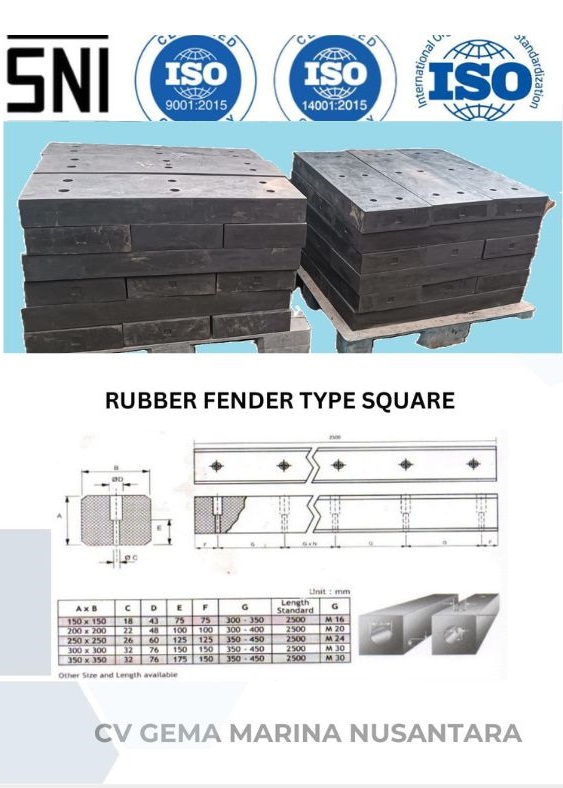 SNI
ISO
9001:2015
ISO
14001:2015
ISO
RUBBER FENDER TYPE SQUARE
2500
B
ØD
A
E
Ø C
F G G x N G F
Unit : mm
A x B C D E F G Length Standard G
150 x 150 18 43 75 75 300 - 350 2500 M 16
200 x 200 22 48 100 100 300 - 400 2500 M 20
250 x 250 26 60 125 125 350 - 450 2500 M 24
300 x 300 32 76 150 150 350 - 450 2500 M 30
350 x 350 32 76 175 150 350 - 450 2500 M 30
Other Size and Length available
CV GEMA MARINA NUSANTARA